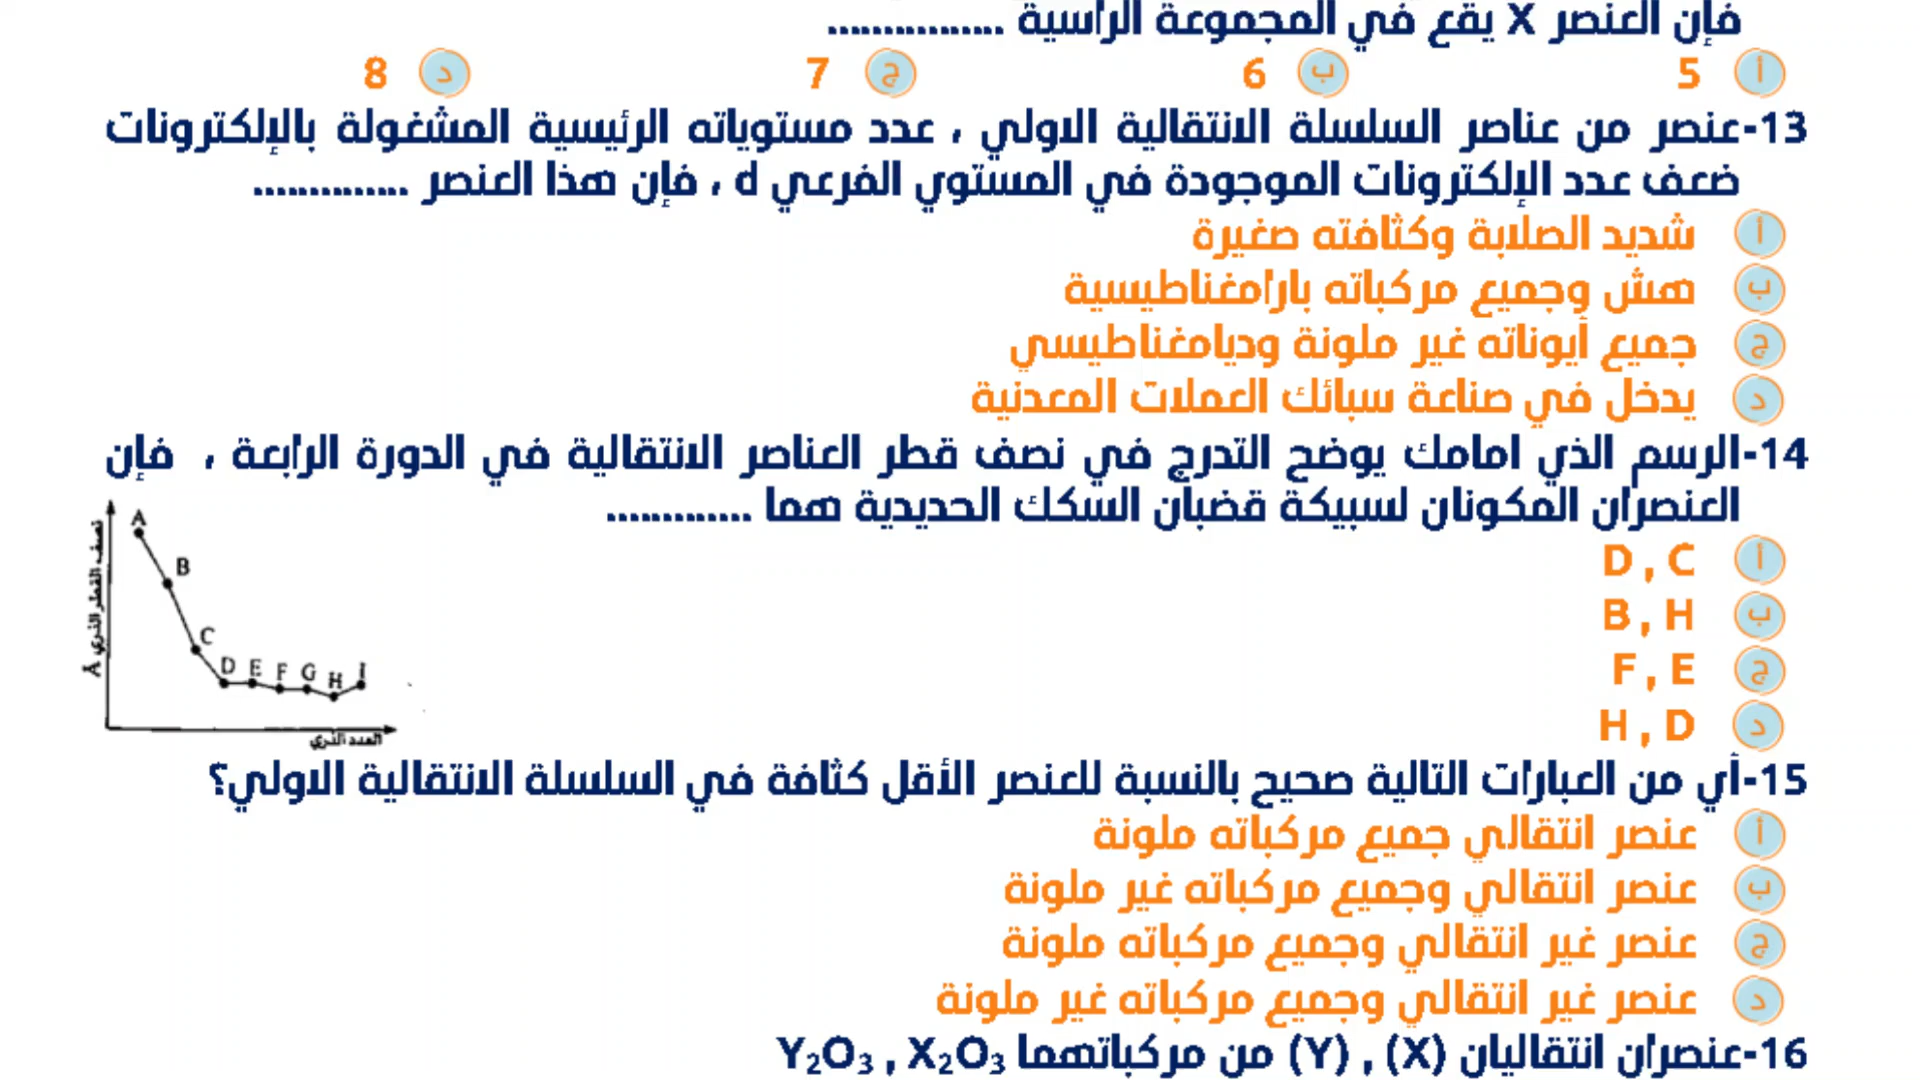 فإن العنصر X يقع في المجموعة الرأسية ................
أ 5 ب 6 ج 7 د 8
13-عنصر من عناصر السلسلة الانتقالية الاولي ، عدد مستوياته الرئيسية المشغولة بالإلكترونات
ضعف عدد الإلكترونات الموجودة في المستوي الفرعي d ، فإن هذا العنصر ..............
أ شديد الصلابة وكثافته صغيرة
ب هش وجميع مركباته بارامغناطيسية
ج جميع أيوناته غير ملونة وديامغناطيسي
د يدخل في صناعة سبائك العملات المعدنية
14-الرسم الذي امامك يوضح التدرج في نصف قطر العناصر الانتقالية في الدورة الرابعة ، فإن
العنصران المكونان لسبيكة قضبان السكك الحديدية هما .............
أ D , C
ب B , H
ج F , E
د H , D
نصف القطر الذري Å
A
B
C
D E F G H I
العدد الذري
15-أي من العبارات التالية صحيح بالنسبة للعنصر الأقل كثافة في السلسلة الانتقالية الاولي؟
أ عنصر انتقالي جميع مركباته ملونة
ب عنصر انتقالي وجميع مركباته غير ملونة
ج عنصر غير انتقالي وجميع مركباته ملونة
د عنصر غير انتقالي وجميع مركباته غير ملونة
16-عنصران انتقاليان (X) , (Y) من مركباتهما Y₂O₃ , X₂O₃